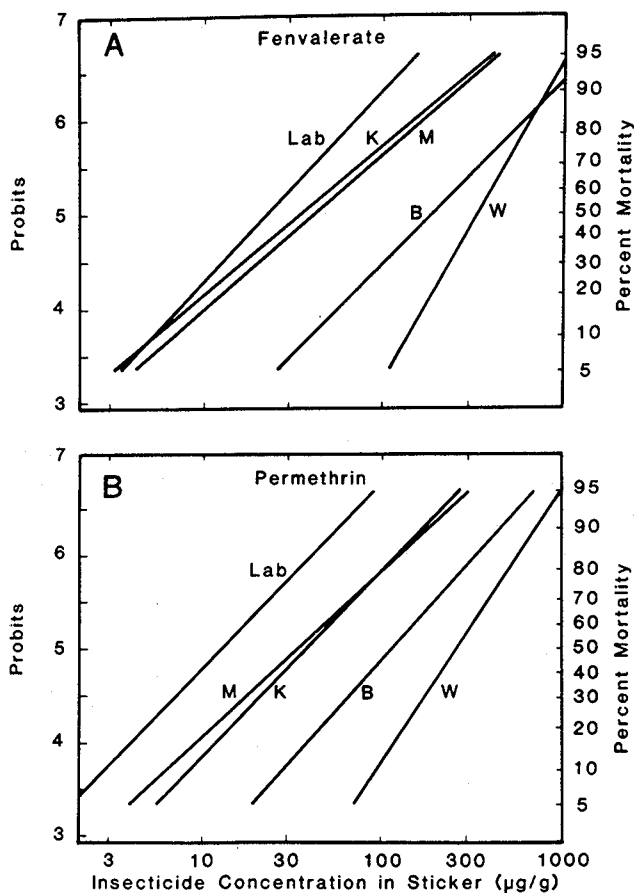 A
Fenvalerate
Probits
7
6
5
4
3
Lab
K
M
B
W
95
90
80
70
60
50
40
30
20
10
5
Percent Mortality
B
Permethrin
Probits
7
6
5
4
3
Lab
M
K
B
W
95
90
80
70
60
50
40
30
20
10
5
Percent Mortality
3 10 30 100 300 1000
Insecticide Concentration in Sticker (μg/g)